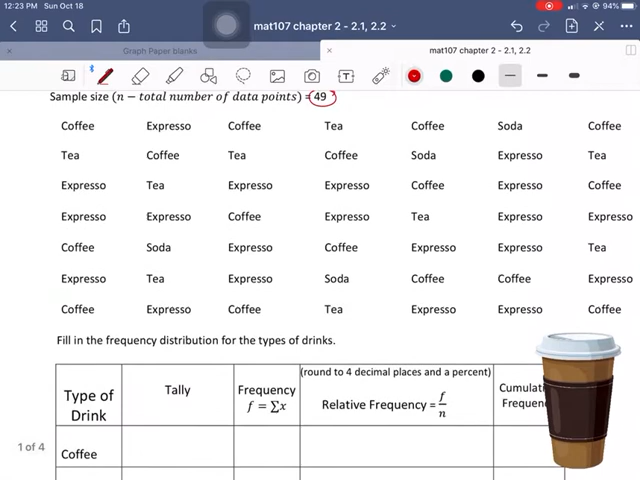 12:23 PM Sun Oct 18 94%
mat107 chapter 2 - 2.1, 2.2
Graph Paper blanks mat107 chapter 2 - 2.1, 2.2
Sample size (n − total number of data points) = 49
Coffee Expresso Coffee Tea Coffee Soda Coffee
Tea Coffee Tea Coffee Soda Expresso Tea
Expresso Tea Expresso Expresso Coffee Expresso Coffee
Expresso Expresso Coffee Expresso Tea Expresso Expresso
Coffee Soda Expresso Coffee Expresso Expresso Tea
Expresso Tea Expresso Soda Coffee Coffee Expresso
Coffee Coffee Coffee Tea Expresso Expresso Coffee
Fill in the frequency distribution for the types of drinks.
(round to 4 decimal places and a percent)
Type of Drink
Tally
Frequency
f = ∑x
Relative Frequency = f/n
Cumulati
Frequen
1 of 4
Coffee